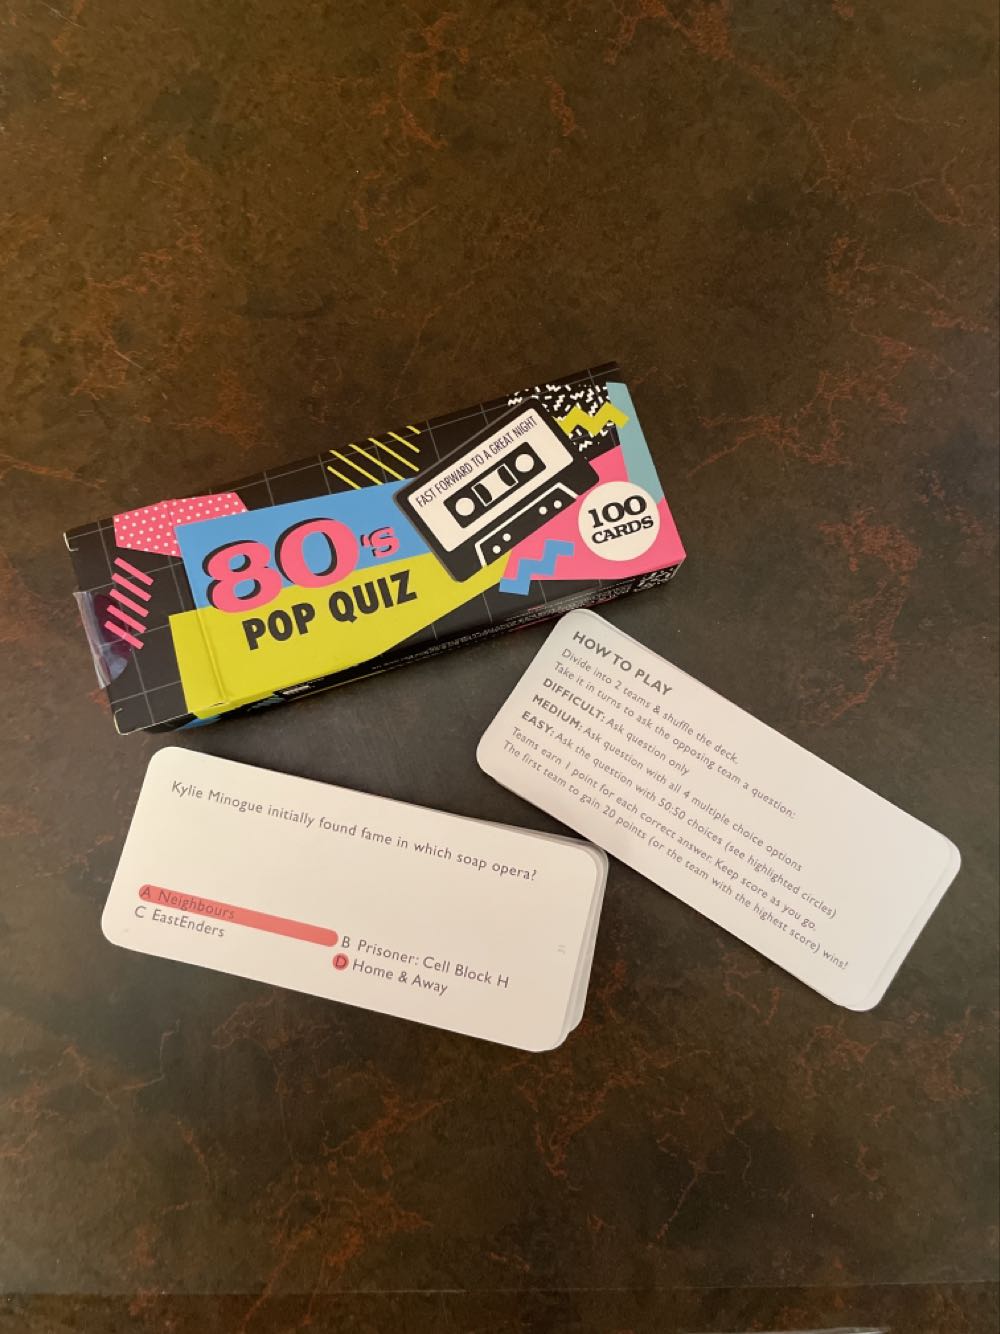 FAST FORWARD TO A GREAT NIGHT
80's
POP QUIZ
100
CARDS
HOW TO PLAY
Divide into 2 teams & shuffle the deck.
Take it in turns to ask the opposing team a question:
DIFFICULT: Ask question only
MEDIUM: Ask question with all 4 multiple choice options
EASY: Ask the question with 50:50 choices (see highlighted circles)
Teams earn 1 point for each correct answer. Keep score as you go.
The first team to gain 20 points (or the team with the highest score) wins!
Kylie Minogue initially found fame in which soap opera?
A Neighbours
B Prisoner: Cell Block H
C EastEnders
D Home & Away